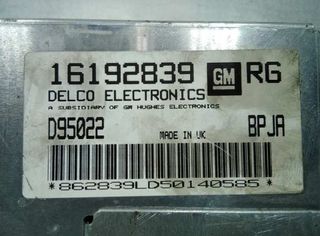 16192839 GM RG
DELCO ELECTRONICS
A SUBSIDIARY OF GM HUGHES ELECTRONICS
D95022 MADE IN UK BPJA
*862839LD50140585*